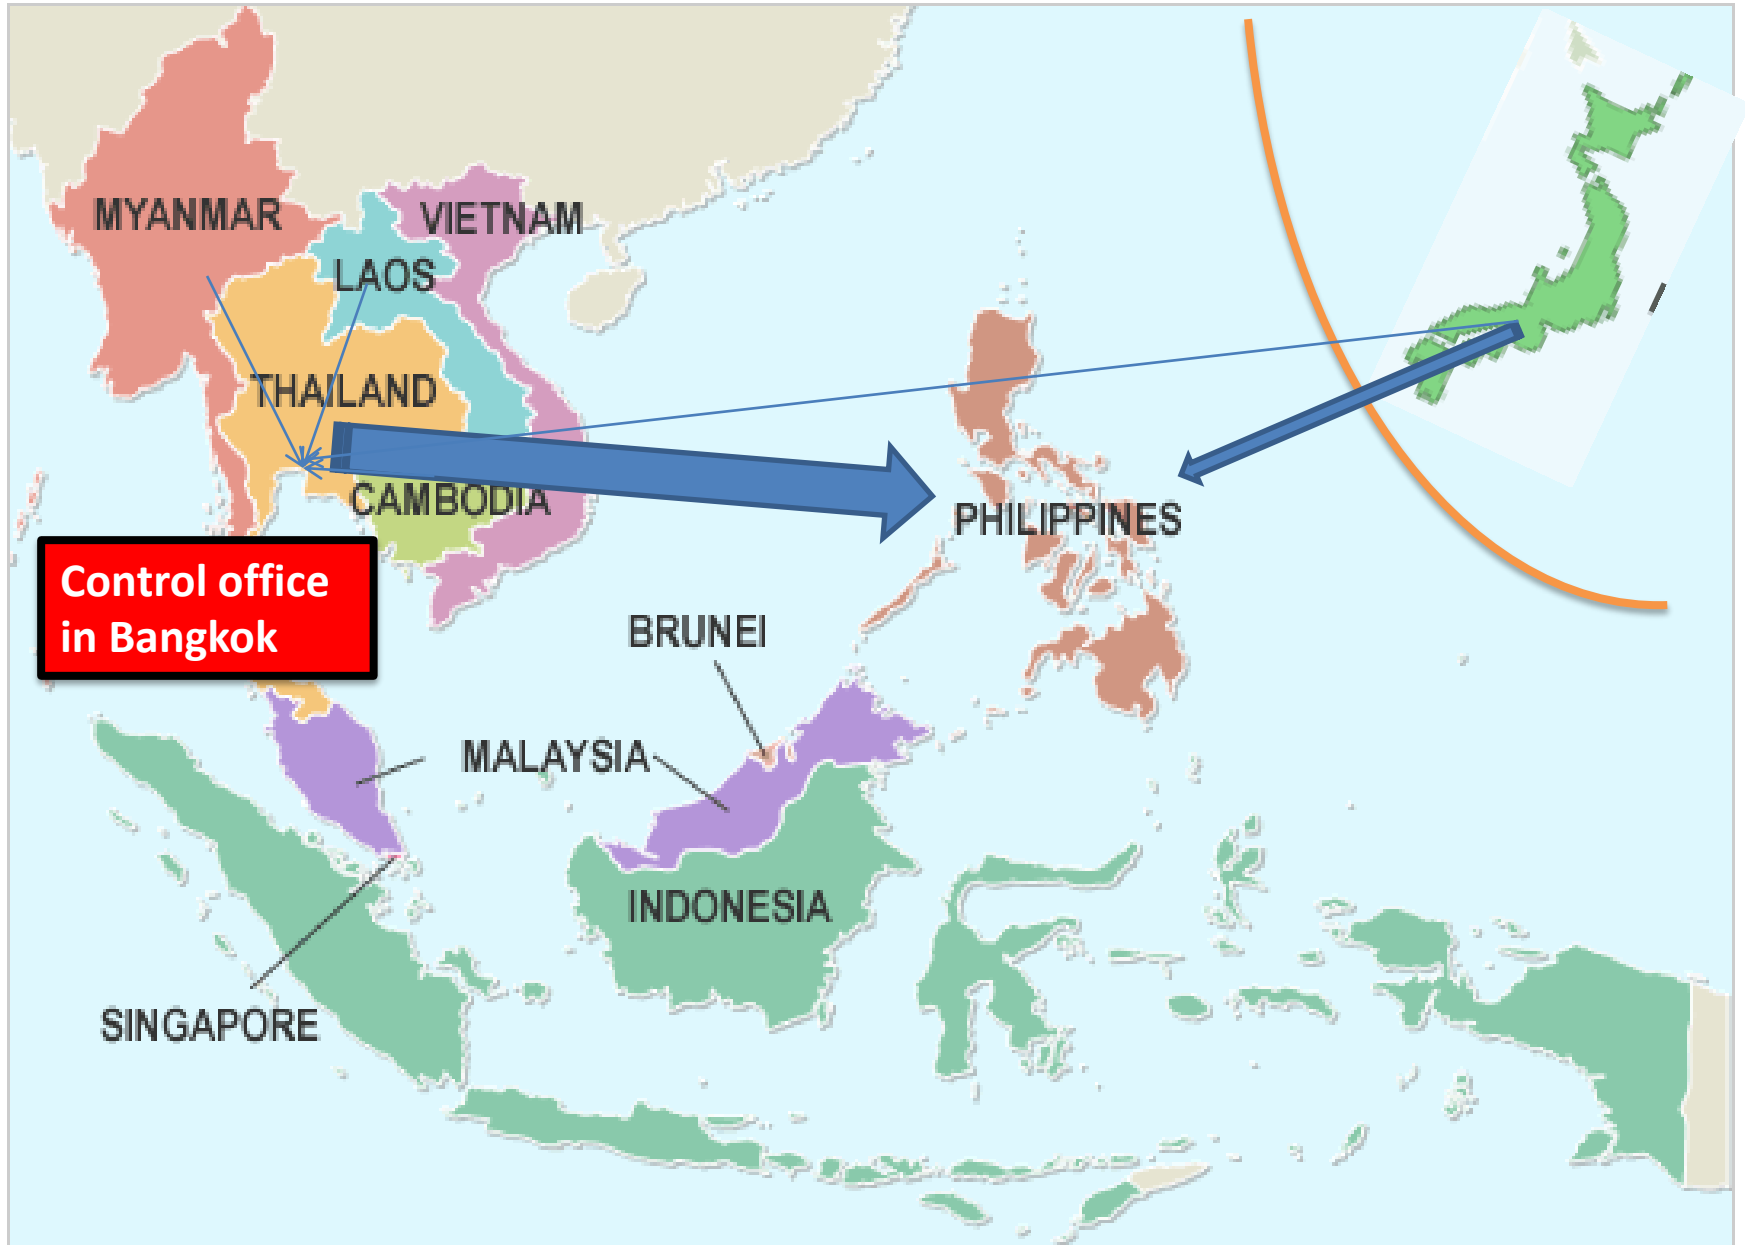 MYANMAR
VIETNAM
LAOS
THAILAND
CAMBODIA
PHILIPPINES
Control office
in Bangkok
BRUNEI
MALAYSIA
INDONESIA
SINGAPORE